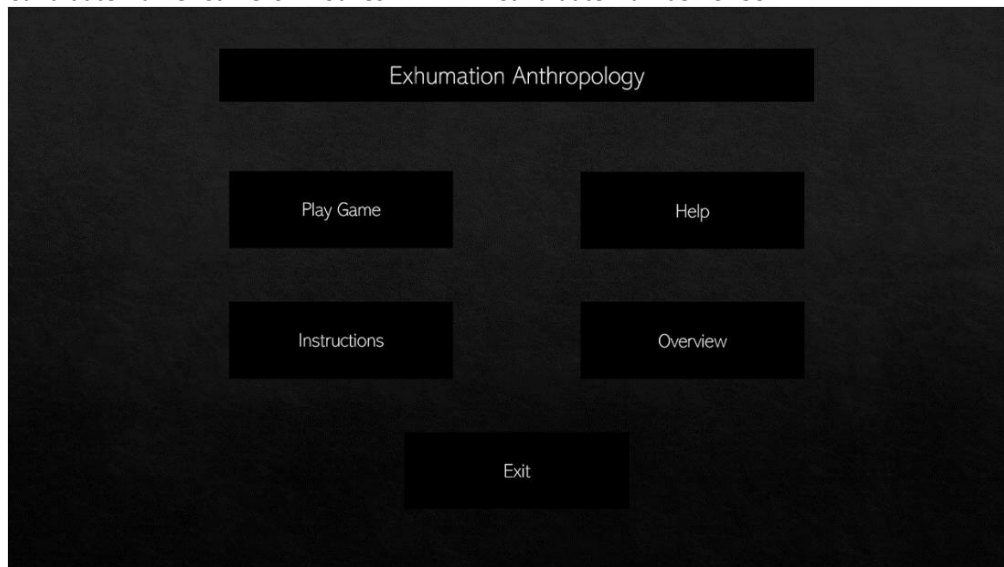 Exhumation Anthropology
Play Game
Help
Instructions
Overview
Exit